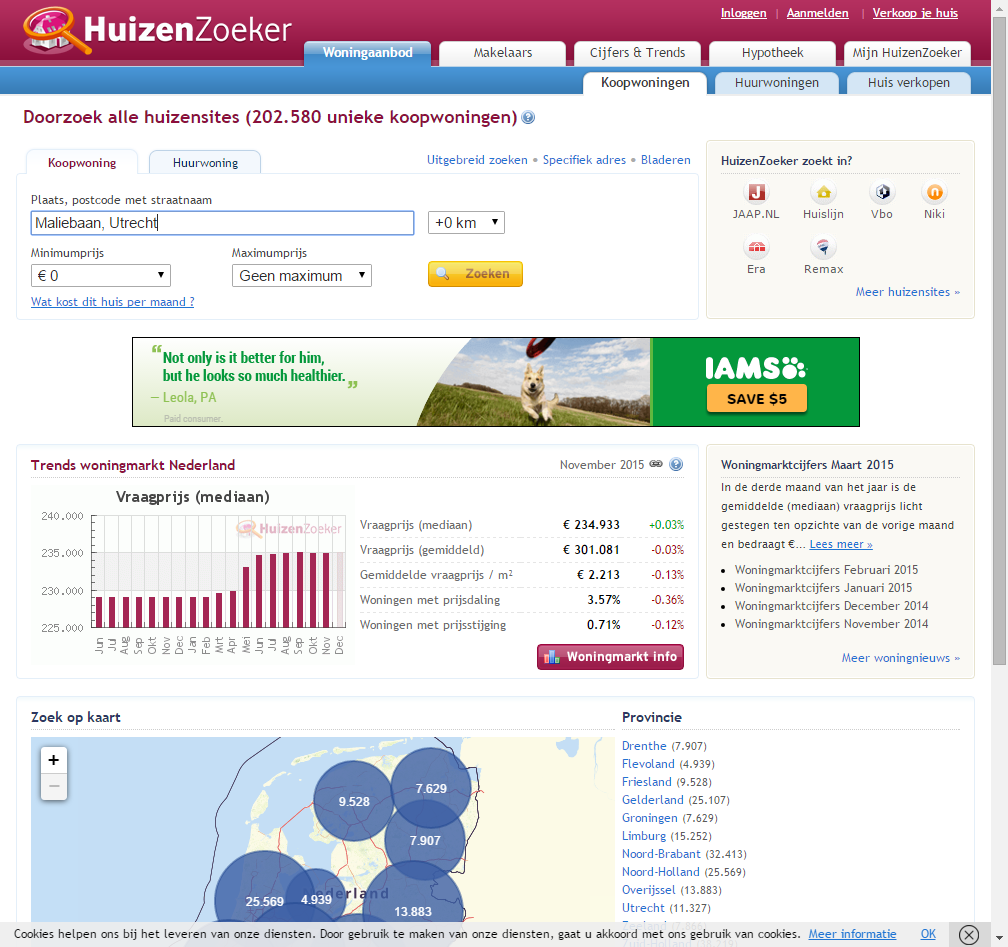 HuizenZoeker
Inloggen | Aanmelden | Verkoop je huis
Woningaanbod
Makelaars
Cijfers & Trends
Hypotheek
Mijn HuizenZoeker
Koopwoningen
Huurwoningen
Huis verkopen
Doorzoek alle huizensites (202.580 unieke koopwoningen) ?
Koopwoning
Huurwoning
Uitgebreid zoeken • Specifiek adres • Bladeren
Plaats, postcode met straatnaam
Maliebaan, Utrecht
+0 km
Minimumprijs
Maximumprijs
€ 0
Geen maximum
Zoeken
Wat kost dit huis per maand ?
HuizenZoeker zoekt in?
JAAP.NL
Huislijn
Vbo
Niki
Era
Remax
Meer huizensites »
“Not only is it better for him,
but he looks so much healthier.”
– Leola, PA
Paid consumer.
IAMS
SAVE $5
Trends woningmarkt Nederland
November 2015 ?
Vraagprijs (mediaan)
HuizenZoeker
240.000
235.000
230.000
225.000
Jun Jul Aug Sep Okt Nov Dec Jan Feb Mrt Apr Mei Jun Jul Aug Sep Okt Nov Dec
Vraagprijs (mediaan) € 234.933 +0.03%
Vraagprijs (gemiddeld) € 301.081 -0.03%
Gemiddelde vraagprijs / m² € 2.213 -0.13%
Woningen met prijsdaling 3.57% -0.36%
Woningen met prijsstijging 0.71% -0.12%
Woningmarkt info
Woningmarktcijfers Maart 2015
In de derde maand van het jaar is de
gemiddelde (mediaan) vraagprijs licht
gestegen ten opzichte van de vorige maand
en bedraagt €... Lees meer »
• Woningmarktcijfers Februari 2015
• Woningmarktcijfers Januari 2015
• Woningmarktcijfers December 2014
• Woningmarktcijfers November 2014
Meer woningnieuws »
Zoek op kaart
+
−
9.528
7.629
7.907
25.569
4.939
13.883
Provincie
Drenthe (7.907)
Flevoland (4.939)
Friesland (9.528)
Gelderland (25.107)
Groningen (7.629)
Limburg (15.252)
Noord-Brabant (32.413)
Noord-Holland (25.569)
Overijssel (13.883)
Utrecht (11.327)
Cookies helpen ons bij het leveren van onze diensten. Door gebruik te maken van onze diensten, gaat u akkoord met ons gebruik van cookies. Meer informatie OK